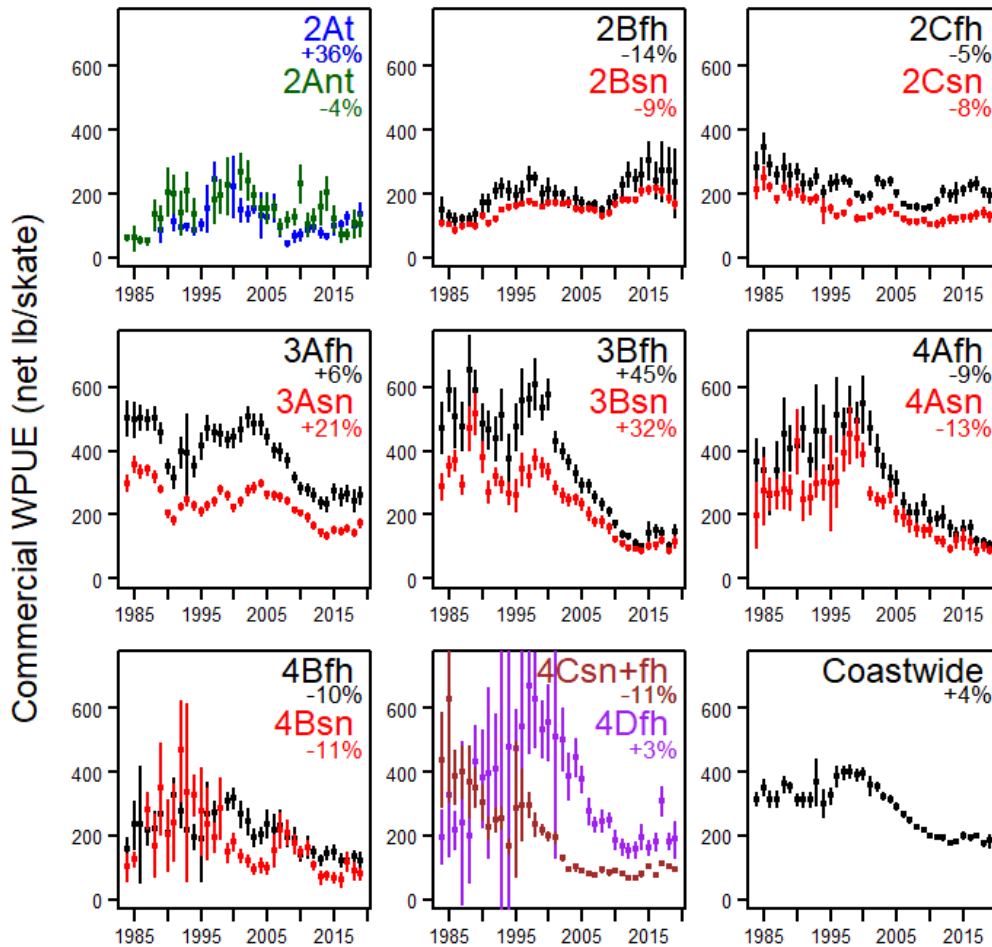 Commercial WPUE (net lb/skate)
2At
+36%
2Ant
-4%
600
400
200
0
1985 1995 2005 2015
2Bfh
-14%
2Bsn
-9%
600
400
200
0
1985 1995 2005 2015
2Cfh
-5%
2Csn
-8%
600
400
200
0
1985 1995 2005 2015
3Afh
+6%
3Asn
+21%
600
400
200
0
1985 1995 2005 2015
3Bfh
+45%
3Bsn
+32%
600
400
200
0
1985 1995 2005 2015
4Afh
-9%
4Asn
-13%
600
400
200
0
1985 1995 2005 2015
4Bfh
-10%
4Bsn
-11%
600
400
200
0
1985 1995 2005 2015
4Csn+fh
-11%
4Dfh
+3%
600
400
200
0
1985 1995 2005 2015
Coastwide
+4%
600
400
200
0
1985 1995 2005 2015